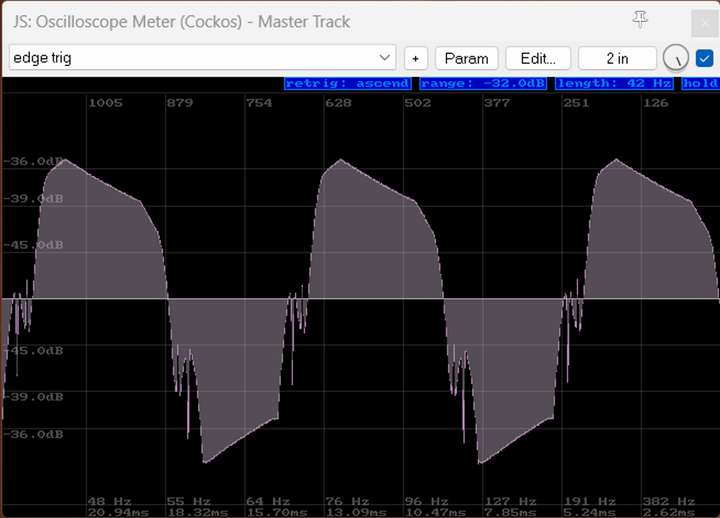 JS: Oscilloscope Meter (Cockos) - Master Track
edge trig + Param Edit... 2 in
retrig: ascend range: -32.0dB length: 42 Hz hold
1005 879 754 628 502 377 251 126
-36.0dB
-39.0dB
-45.0dB
-45.0dB
-39.0dB
-36.0dB
48 Hz 55 Hz 64 Hz 76 Hz 96 Hz 127 Hz 191 Hz 382 Hz
20.94ms 18.32ms 15.70ms 13.09ms 10.47ms 7.85ms 5.24ms 2.62ms